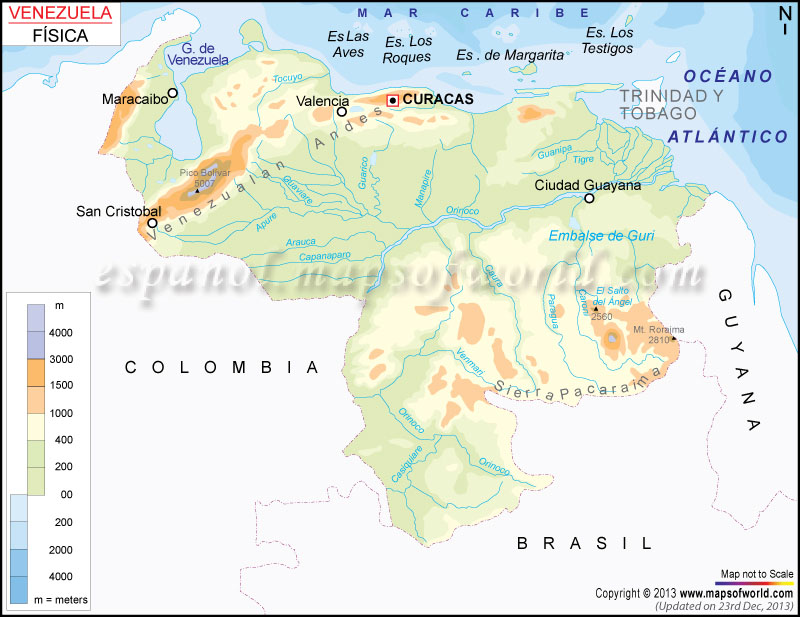 VENEZUELA
FÍSICA
MAR CARIBE
N
G. de
Venezuela
Es Las
Aves
Es. Los
Roques
Es . de Margarita
Es. Los
Testigos
OCÉANO
ATLÁNTICO
TRINIDAD Y
TOBAGO
Maracaibo
Tocuyo
Valencia
CURACAS
Venezualan Andes
Pico Bolivar
5007
San Cristobal
Guaviare
Guarico
Manapire
Guanipa
Tigre
Ciudad Guayana
Apure
Orinoco
Arauca
Capanaparo
Embalse de Guri
español.mapsofworld.com
Caura
Paragus
Caroni
El Salto
del Ángel
2560
Mt. Roraima
2810
GUYANA
COLOMBIA
Venmari
Sierra Pacaraima
Orinoco
Casiquiare
Orinoco
BRASIL
m
4000
3000
1500
1000
400
200
00
200
2000
4000
m = meters
Map not to Scale
Copyright © 2013 www.mapsofworld.com
(Updated on 23rd Dec, 2013)